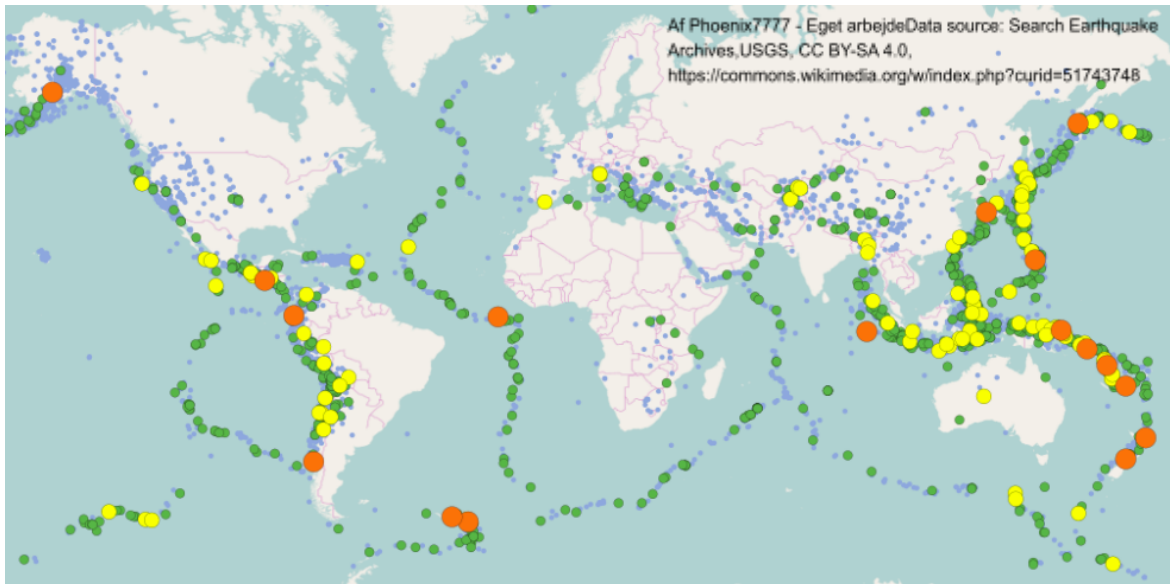 Af Phoenix7777 - Eget arbejdeData source: Search Earthquake
Archives,USGS, CC BY-SA 4.0,
https://commons.wikimedia.org/w/index.php?curid=51743748